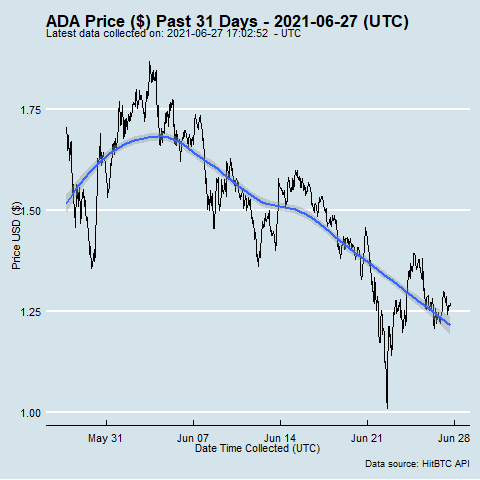 ADA Price ($) Past 31 Days - 2021-06-27 (UTC)
Latest data collected on: 2021-06-27 17:02:52  - UTC
Price USD ($)
1.75
1.50
1.25
1.00
May 31 Jun 07 Jun 14 Jun 21 Jun 28
Date Time Collected (UTC)
Data source: HitBTC API